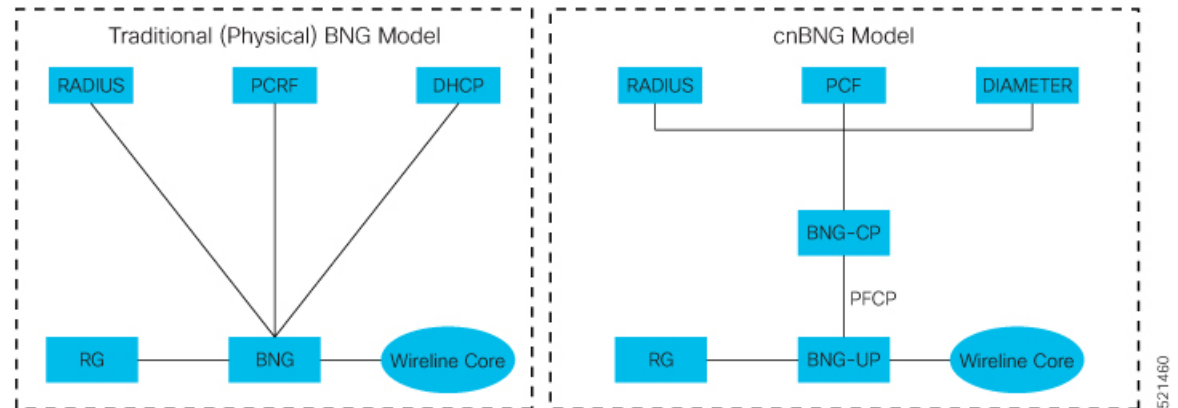 Traditional (Physical) BNG Model
RADIUS
PCRF
DHCP
RG
BNG
Wireline Core
cnBNG Model
RADIUS
PCF
DIAMETER
BNG-CP
PFCP
RG
BNG-UP
Wireline Core
521460